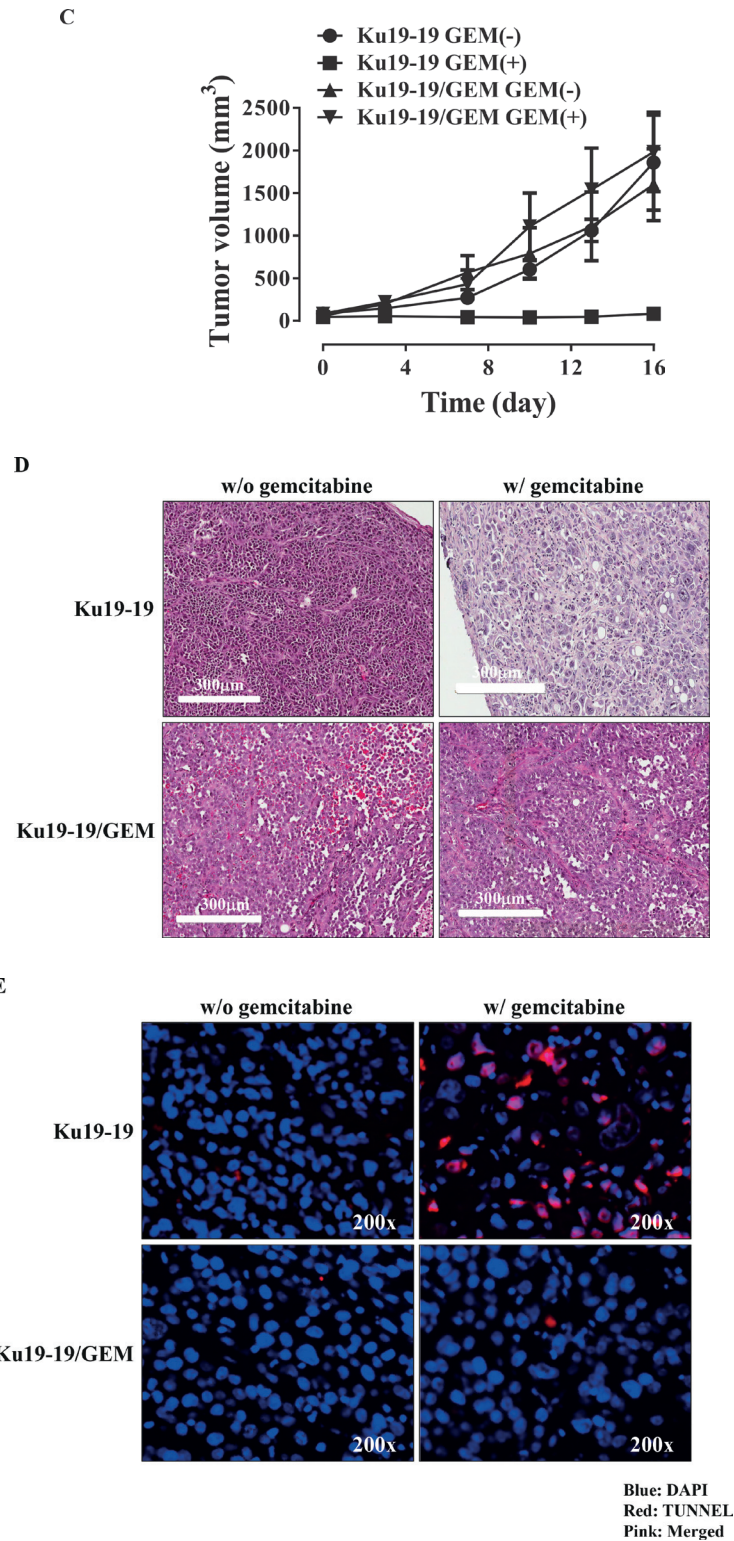 C
Ku19-19 GEM(-)
Ku19-19 GEM(+)
Ku19-19/GEM GEM(-)
Ku19-19/GEM GEM(+)
Tumor volume (mm³)
2500
2000
1500
1000
500
0
0 4 8 12 16
Time (day)
D
w/o gemcitabine w/ gemcitabine
Ku19-19
300μm 300μm
Ku19-19/GEM
300μm 300μm
E
w/o gemcitabine w/ gemcitabine
Ku19-19
200x 200x
Ku19-19/GEM
200x 200x
Blue: DAPI
Red: TUNNEL
Pink: Merged